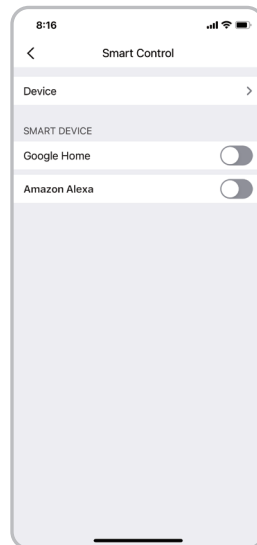 8:16
Smart Control
Device
SMART DEVICE
Google Home
Amazon Alexa